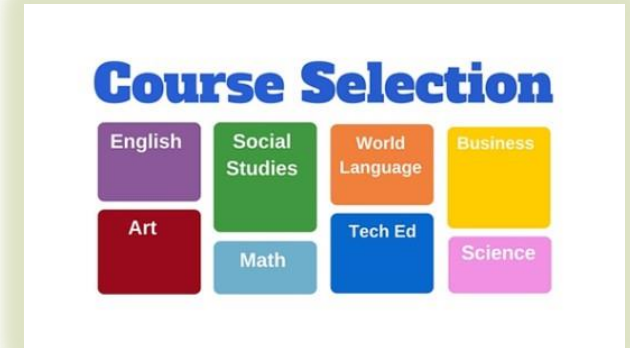 Course Selection
English
Social
Studies
World
Language
Business
Art
Math
Tech Ed
Science